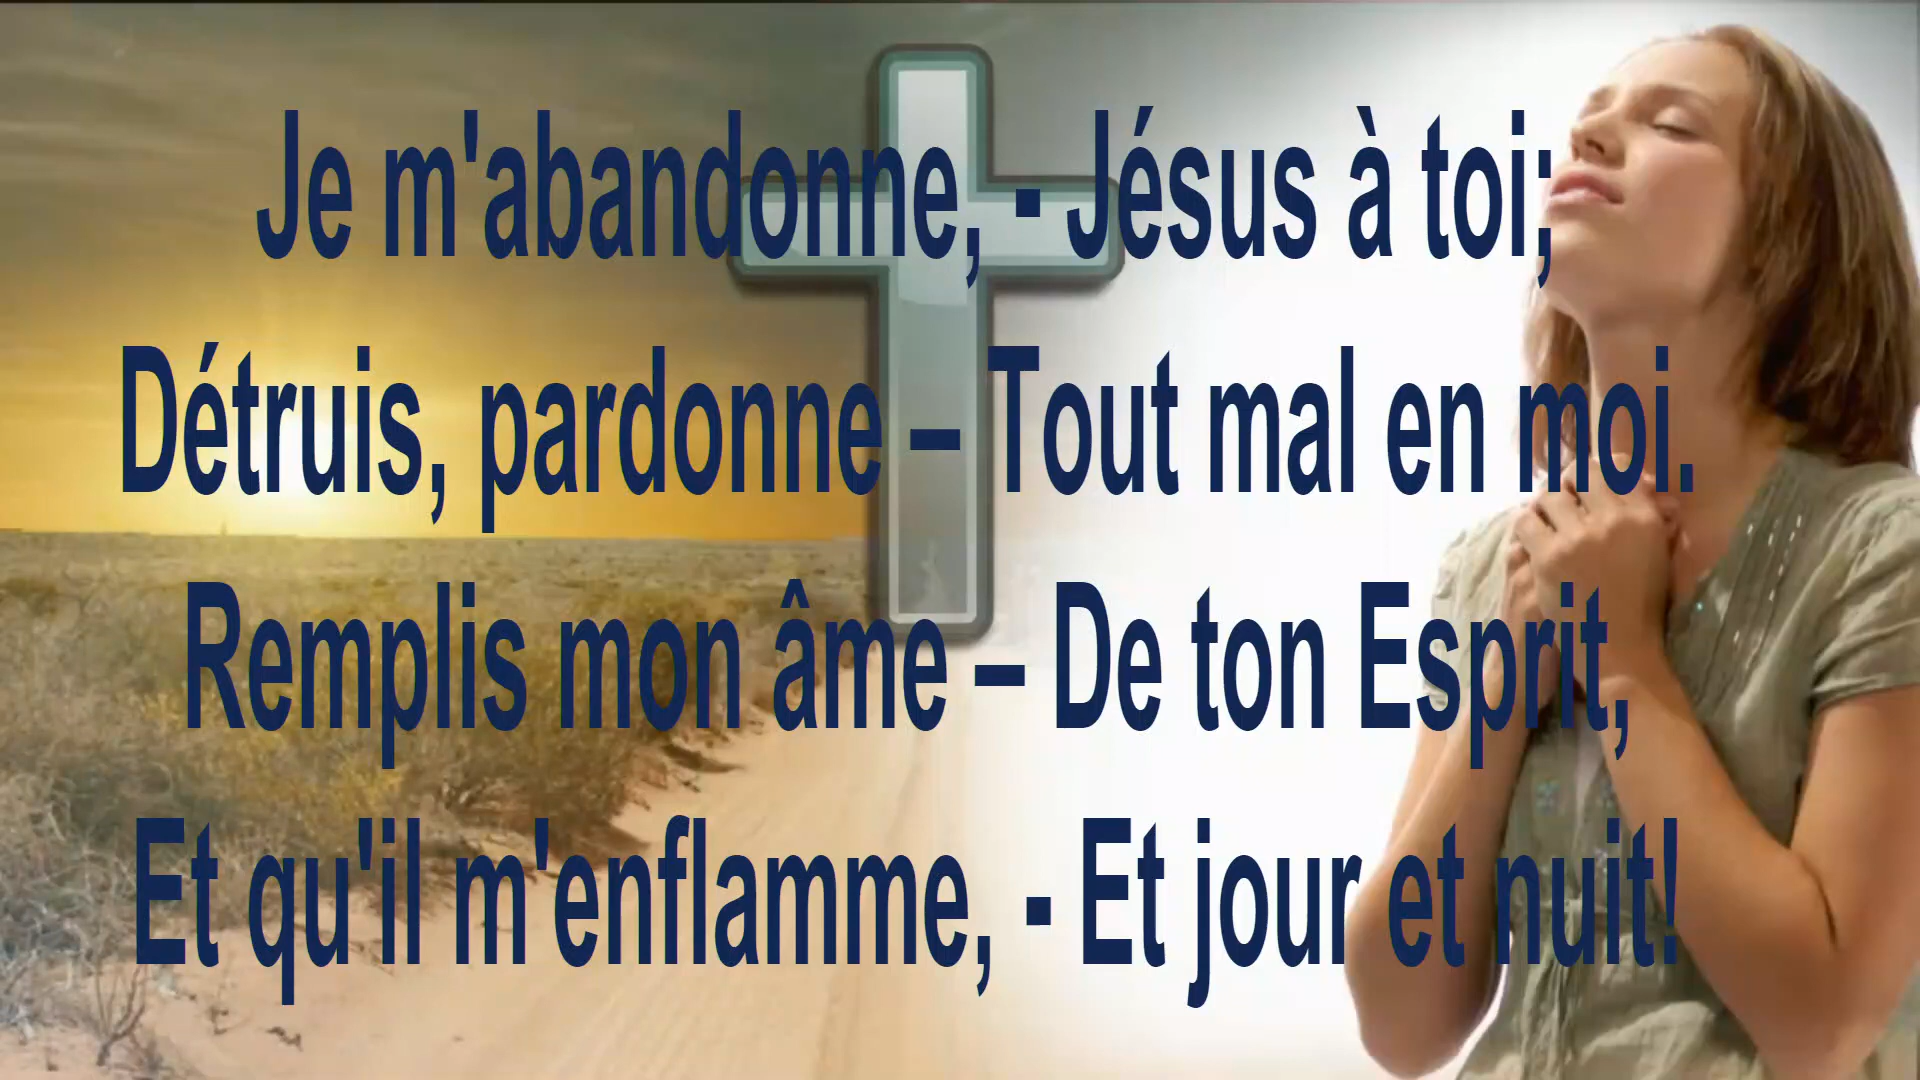 Je m'abandonne, - Jésus à toi;
Détruis, pardonne – Tout mal en moi.
Remplis mon âme – De ton Esprit,
Et qu'il m'enflamme, - Et jour et nuit!